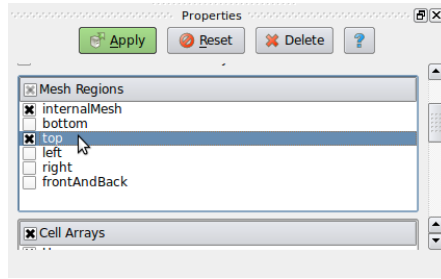 Properties
Apply
Reset
Delete
?
Mesh Regions
internalMesh
bottom
top
left
right
frontAndBack
Cell Arrays